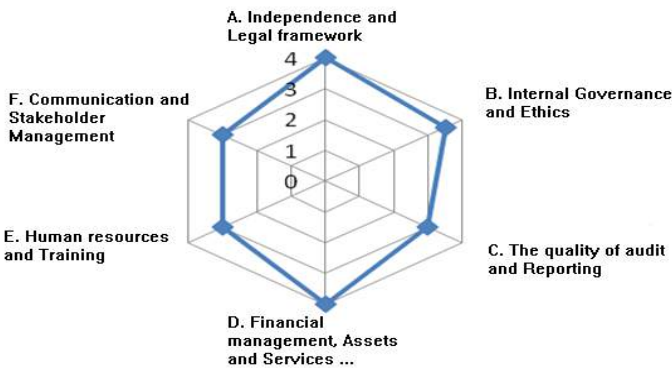 A. Independence and
Legal framework
4
3
2
1
0
B. Internal Governance
and Ethics
C. The quality of audit
and Reporting
D. Financial
management, Assets
and Services ...
E. Human resources
and Training
F. Communication and
Stakeholder
Management